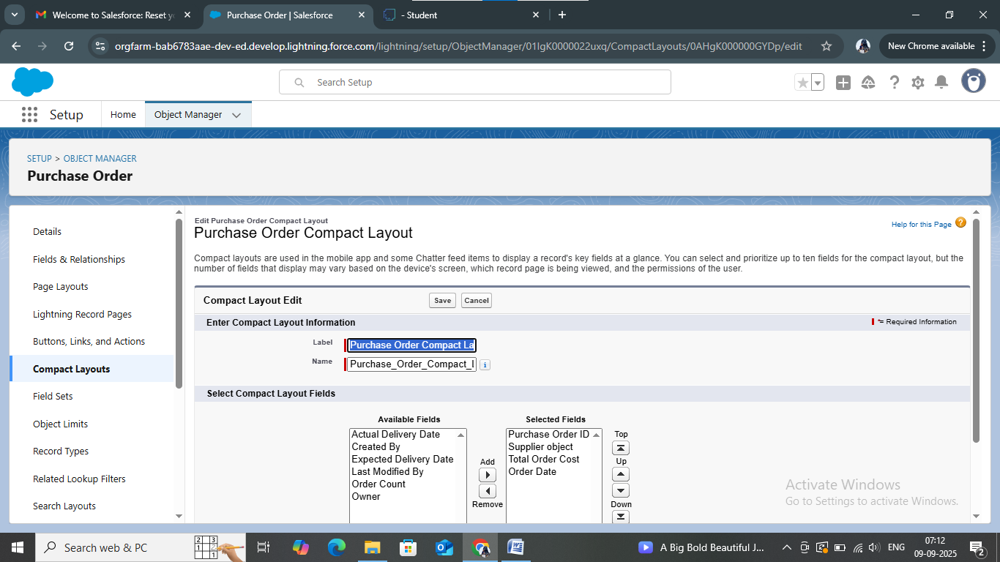 Welcome to Salesforce: Reset yo
Purchase Order | Salesforce
- Student
orgfarm-bab6783aae-dev-ed.develop.lightning.force.com/lightning/setup/ObjectManager/01IgK0000022uxq/CompactLayouts/0AHgK000000GYDp/edit
New Chrome available
Search Setup
Setup
Home
Object Manager
SETUP > OBJECT MANAGER
Purchase Order
Details
Fields & Relationships
Page Layouts
Lightning Record Pages
Buttons, Links, and Actions
Compact Layouts
Field Sets
Object Limits
Record Types
Related Lookup Filters
Search Layouts
Edit Purchase Order Compact Layout
Purchase Order Compact Layout
Help for this Page
Compact layouts are used in the mobile app and some Chatter feed items to display a record's key fields at a glance. You can select and prioritize up to ten fields for the compact layout, but the
number of fields that display may vary based on the device's screen, which record page is being viewed, and the permissions of the user.
Compact Layout Edit
Save
Cancel
Enter Compact Layout Information
= Required Information
Label
Purchase Order Compact La
Name
Purchase_Order_Compact_l
Select Compact Layout Fields
Available Fields
Actual Delivery Date
Created By
Expected Delivery Date
Last Modified By
Order Count
Owner
Add
Remove
Selected Fields
Purchase Order ID
Supplier object
Total Order Cost
Order Date
Top
Up
Down
Activate Windows
Go to Settings to activate Windows.
Search web & PC
A Big Bold Beautiful J...
ENG
07:12
09-09-2025
2